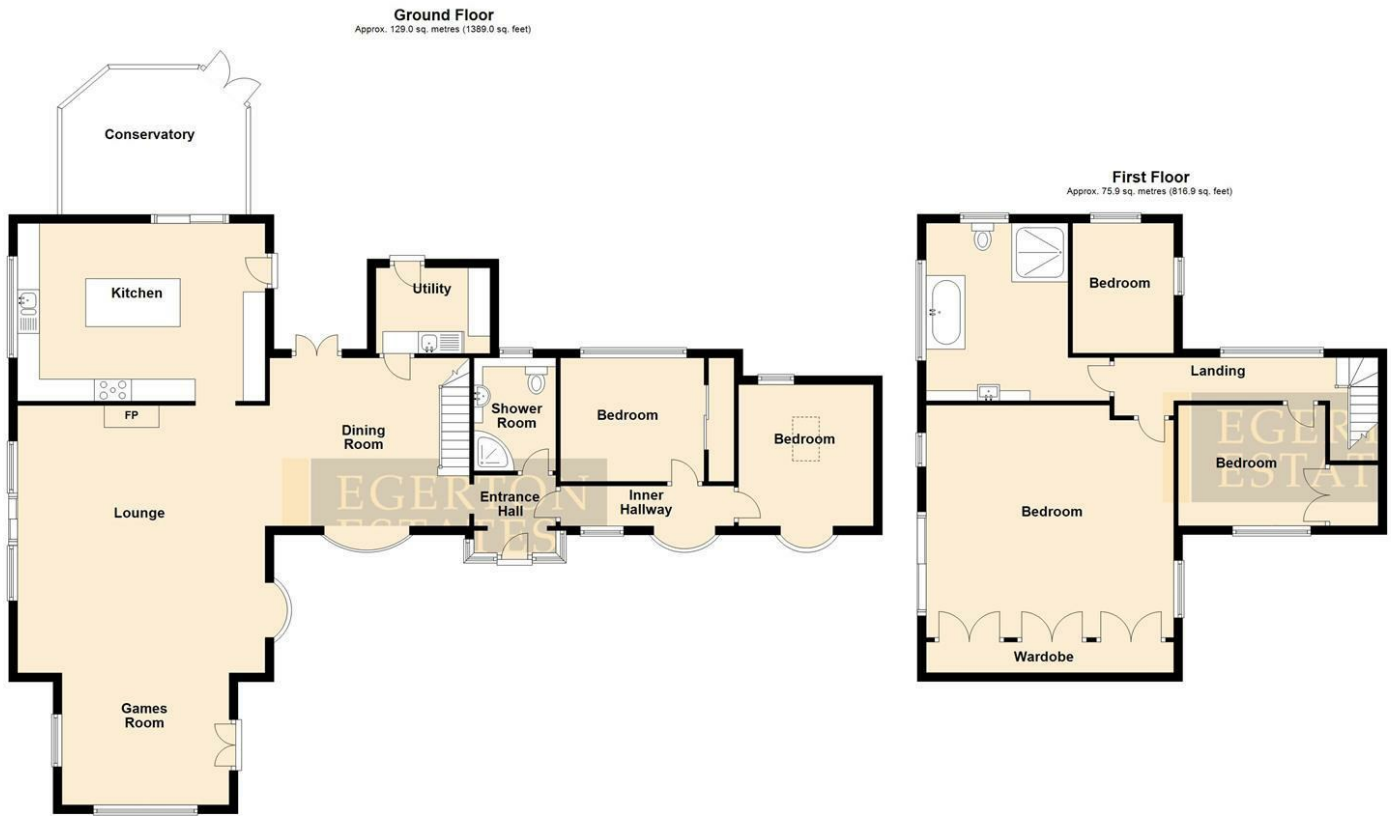 Ground Floor
Approx. 129.0 sq. metres (1389.0 sq. feet)
Conservatory
First Floor
Approx. 75.9 sq. metres (816.9 sq. feet)
Kitchen
Utility
Bedroom
Landing
FP
Dining
Room
Shower
Room
Bedroom
Bedroom
Bedroom
Lounge
Entrance
Hall
Inner
Hallway
Bedroom
EGERTON
ESTATES
EGER
ESTAT
Wardobe
Games
Room